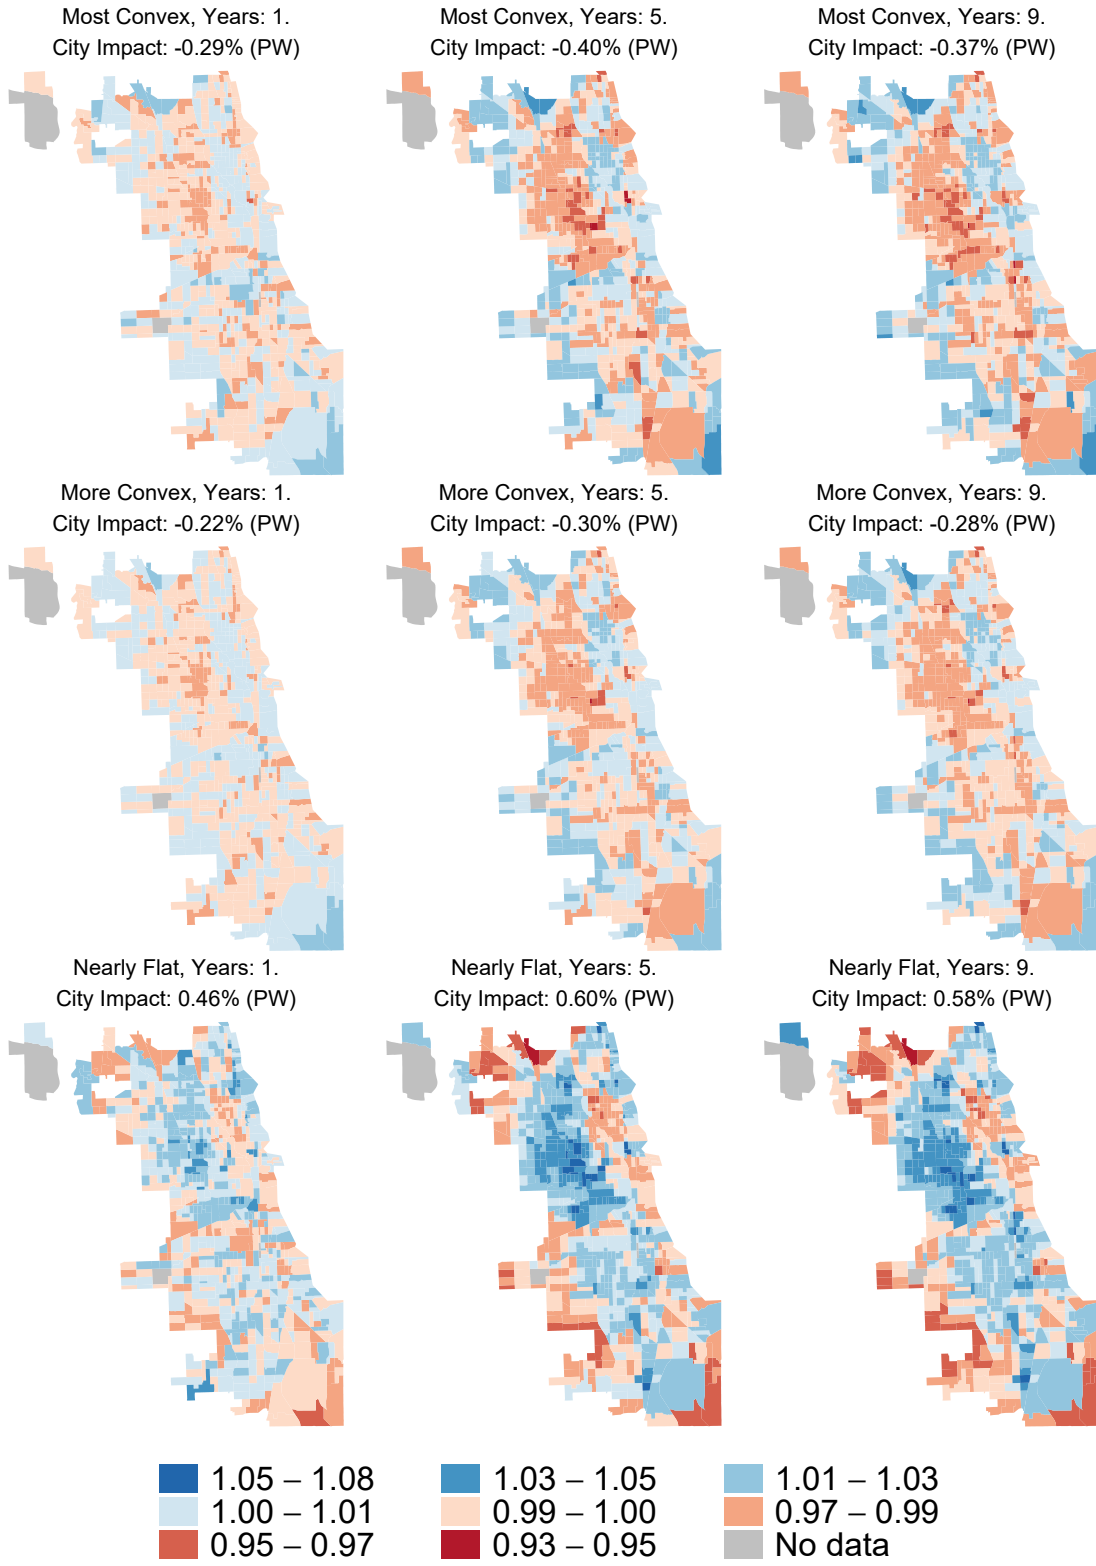 Most Convex, Years: 1.
City Impact: -0.29% (PW)
Most Convex, Years: 5.
City Impact: -0.40% (PW)
Most Convex, Years: 9.
City Impact: -0.37% (PW)
More Convex, Years: 1.
City Impact: -0.22% (PW)
More Convex, Years: 5.
City Impact: -0.30% (PW)
More Convex, Years: 9.
City Impact: -0.28% (PW)
Nearly Flat, Years: 1.
City Impact: 0.46% (PW)
Nearly Flat, Years: 5.
City Impact: 0.60% (PW)
Nearly Flat, Years: 9.
City Impact: 0.58% (PW)
1.05 – 1.08
1.03 – 1.05
1.01 – 1.03
1.00 – 1.01
0.99 – 1.00
0.97 – 0.99
0.95 – 0.97
0.93 – 0.95
No data